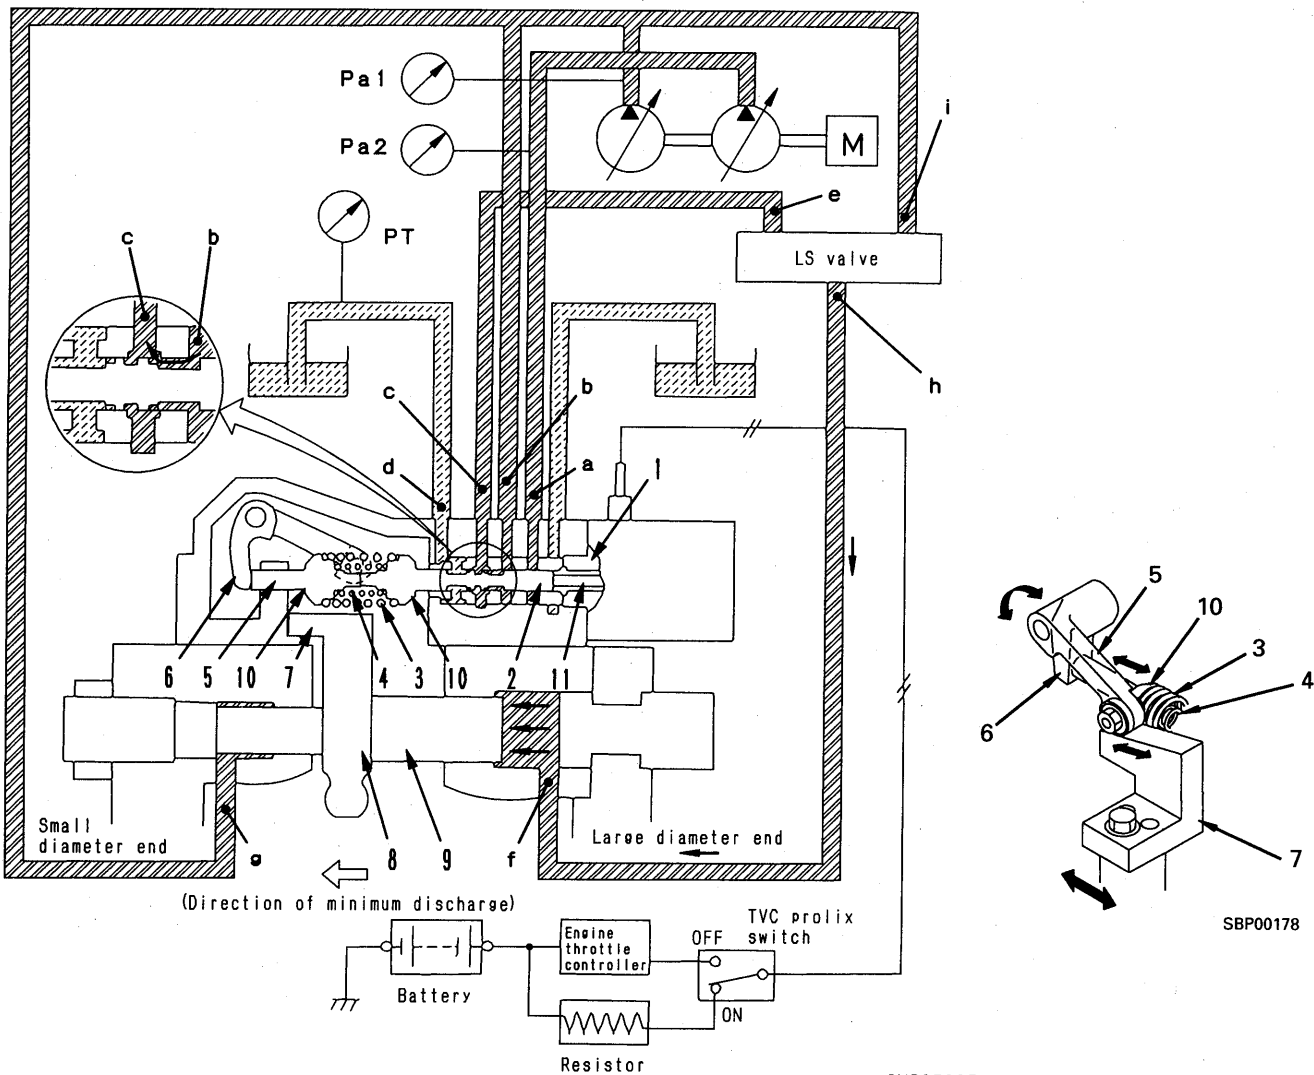 Pa1
Pa2
M
i
e
PT
c
b
LS valve
h
c
b
d
a
1
6
5
10
7
4
3
10
2
11
5
10
3
4
6
7
Small
diameter end
g
8
9
f
Large diameter end
(Direction of minimum discharge)
SBP00178
Battery
Engine
throttle
controller
OFF
TVC prolix
switch
ON
Resistor